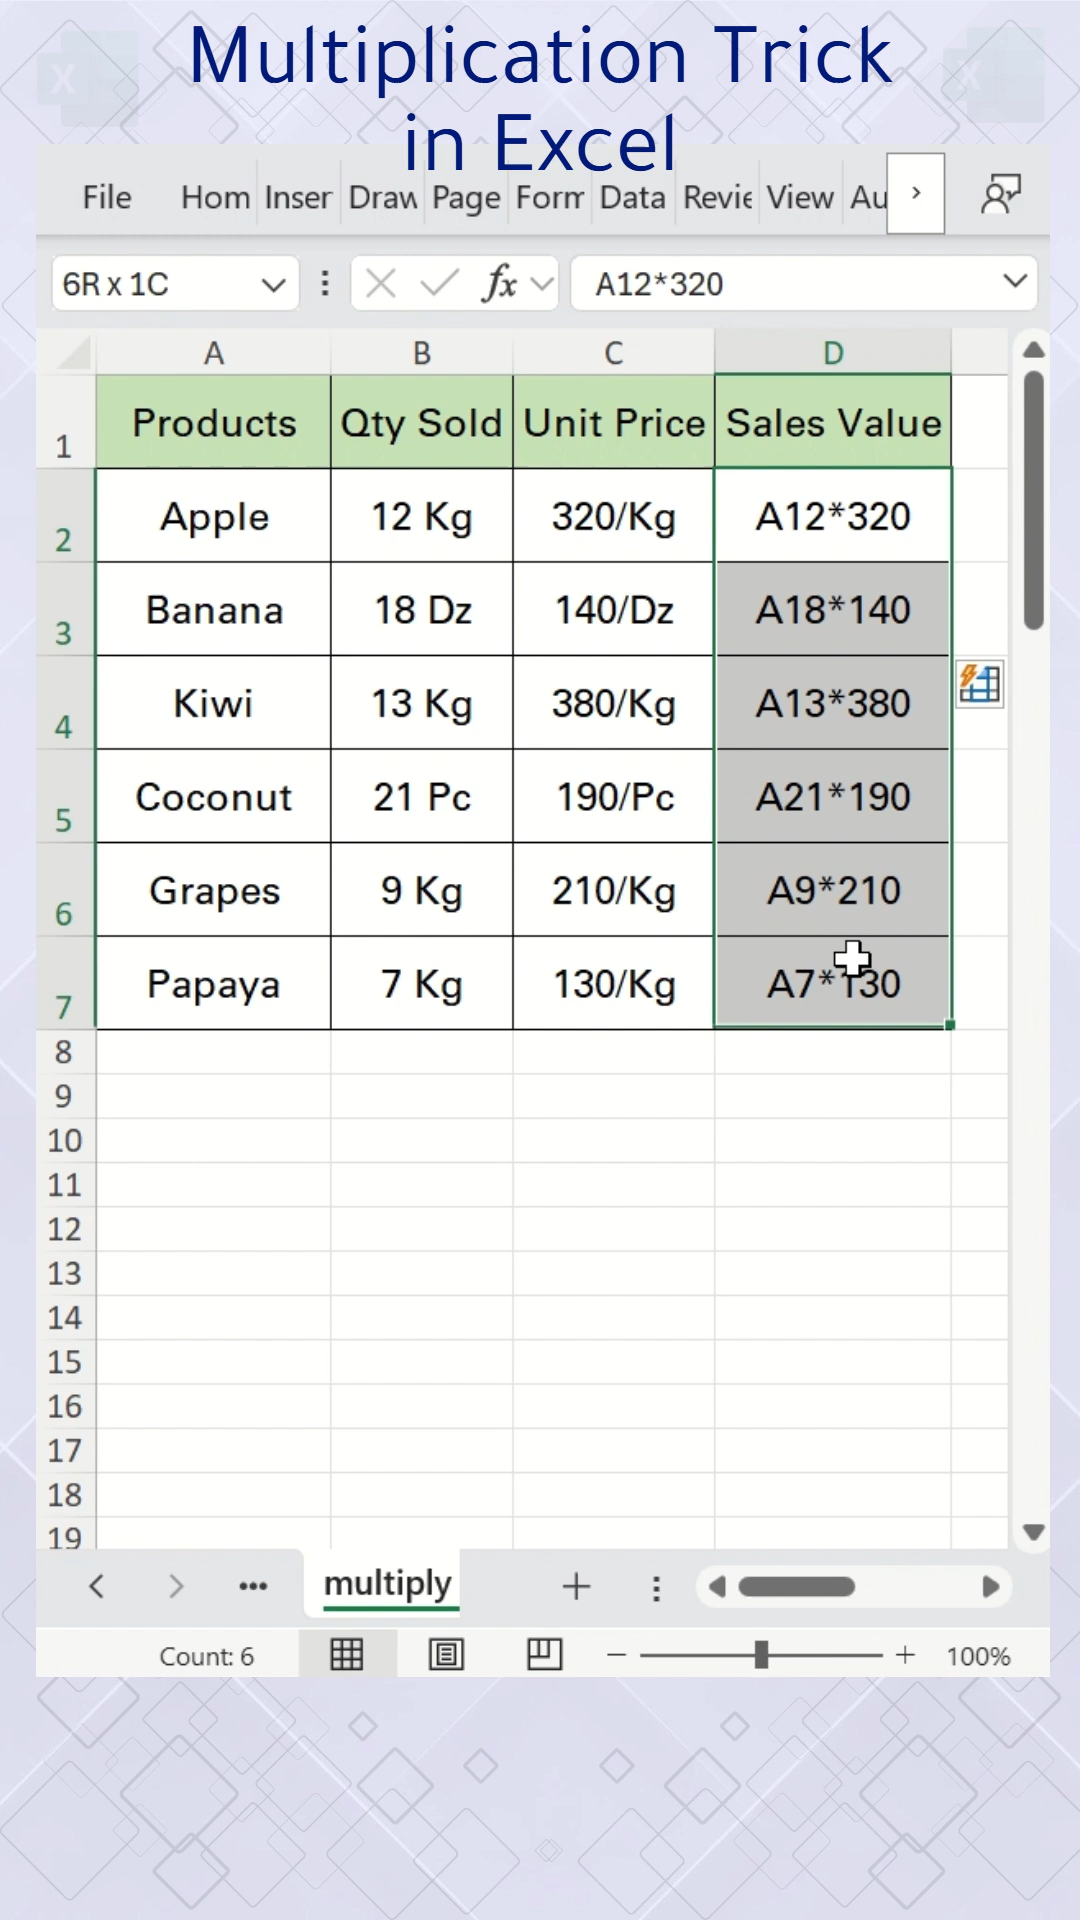 Multiplication Trick
in Excel
File Hom Inser Draw Page Form Data Revie View Au
6R x 1C fx A12*320
A B C D
1 Products Qty Sold Unit Price Sales Value
2 Apple 12 Kg 320/Kg A12*320
3 Banana 18 Dz 140/Dz A18*140
4 Kiwi 13 Kg 380/Kg A13*380
5 Coconut 21 Pc 190/Pc A21*190
6 Grapes 9 Kg 210/Kg A9*210
7 Papaya 7 Kg 130/Kg A7*130
8
9
10
11
12
13
14
15
16
17
18
19
multiply
Count: 6 100%